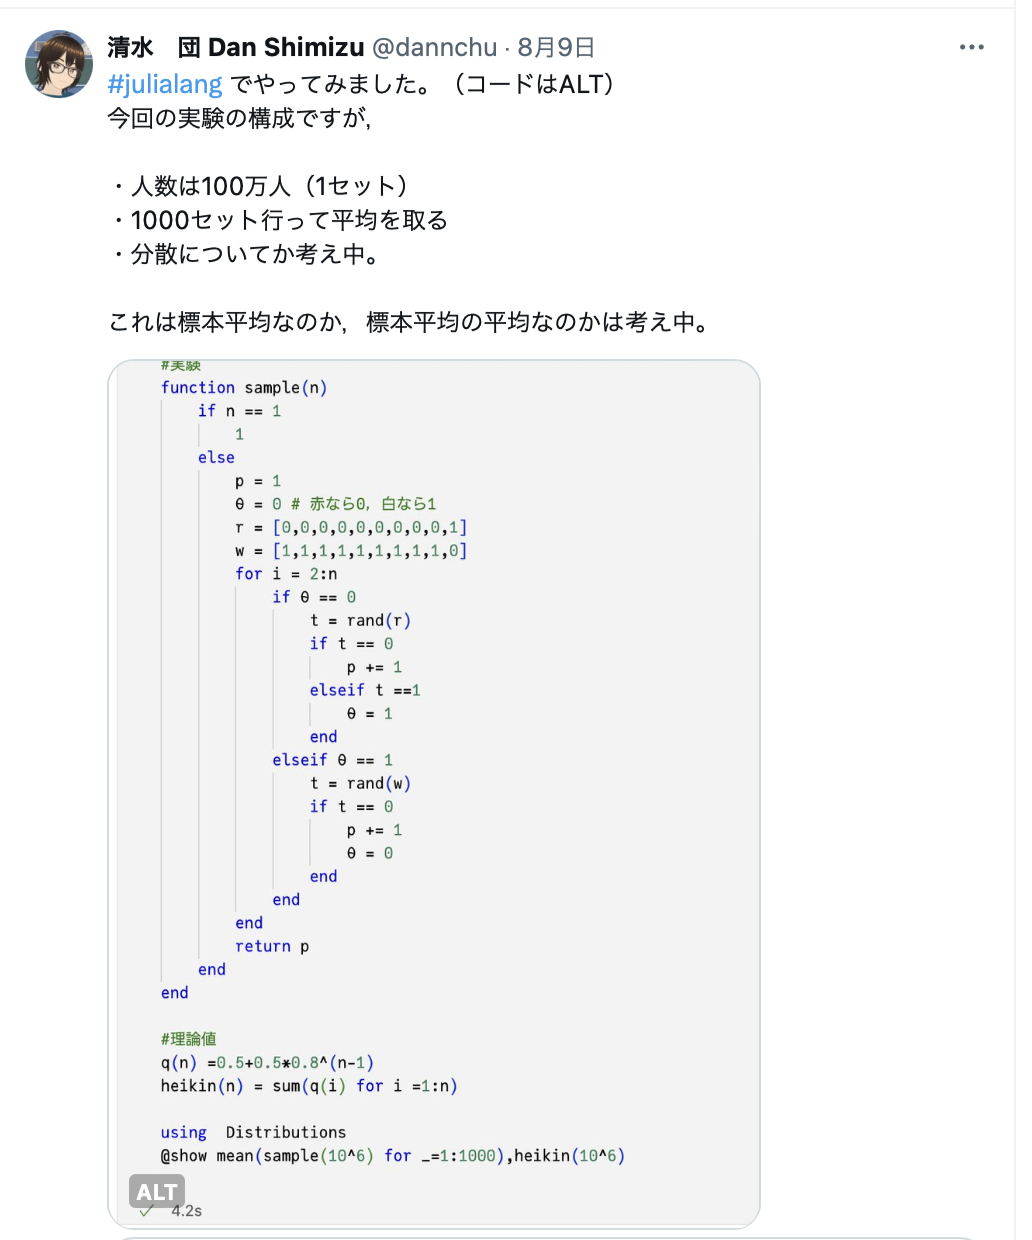 清水　団 Dan Shimizu @dannchu · 8月9日
#julialang でやってみました。（コードはALT）
今回の実験の構成ですが,
・人数は100万人（1セット）
・1000セット行って平均を取る
・分散についてか考え中。
これは標本平均なのか，標本平均の平均なのかは考え中。
#実験
function sample(n)
if n == 1
1
else
p = 1
θ = 0 # 赤なら0, 白なら1
r = [0,0,0,0,0,0,0,0,0,1]
w = [1,1,1,1,1,1,1,1,1,0]
for i = 2:n
if θ == 0
t = rand(r)
if t == 0
p += 1
elseif t ==1
θ = 1
end
elseif θ == 1
t = rand(w)
if t == 0
p += 1
θ = 0
end
end
end
return p
end
end
#理論値
q(n) =0.5+0.5*0.8^(n-1)
heikin(n) = sum(q(i) for i =1:n)
using  Distributions
@show mean(sample(10^6) for _=1:1000),heikin(10^6)
ALT
4.2s